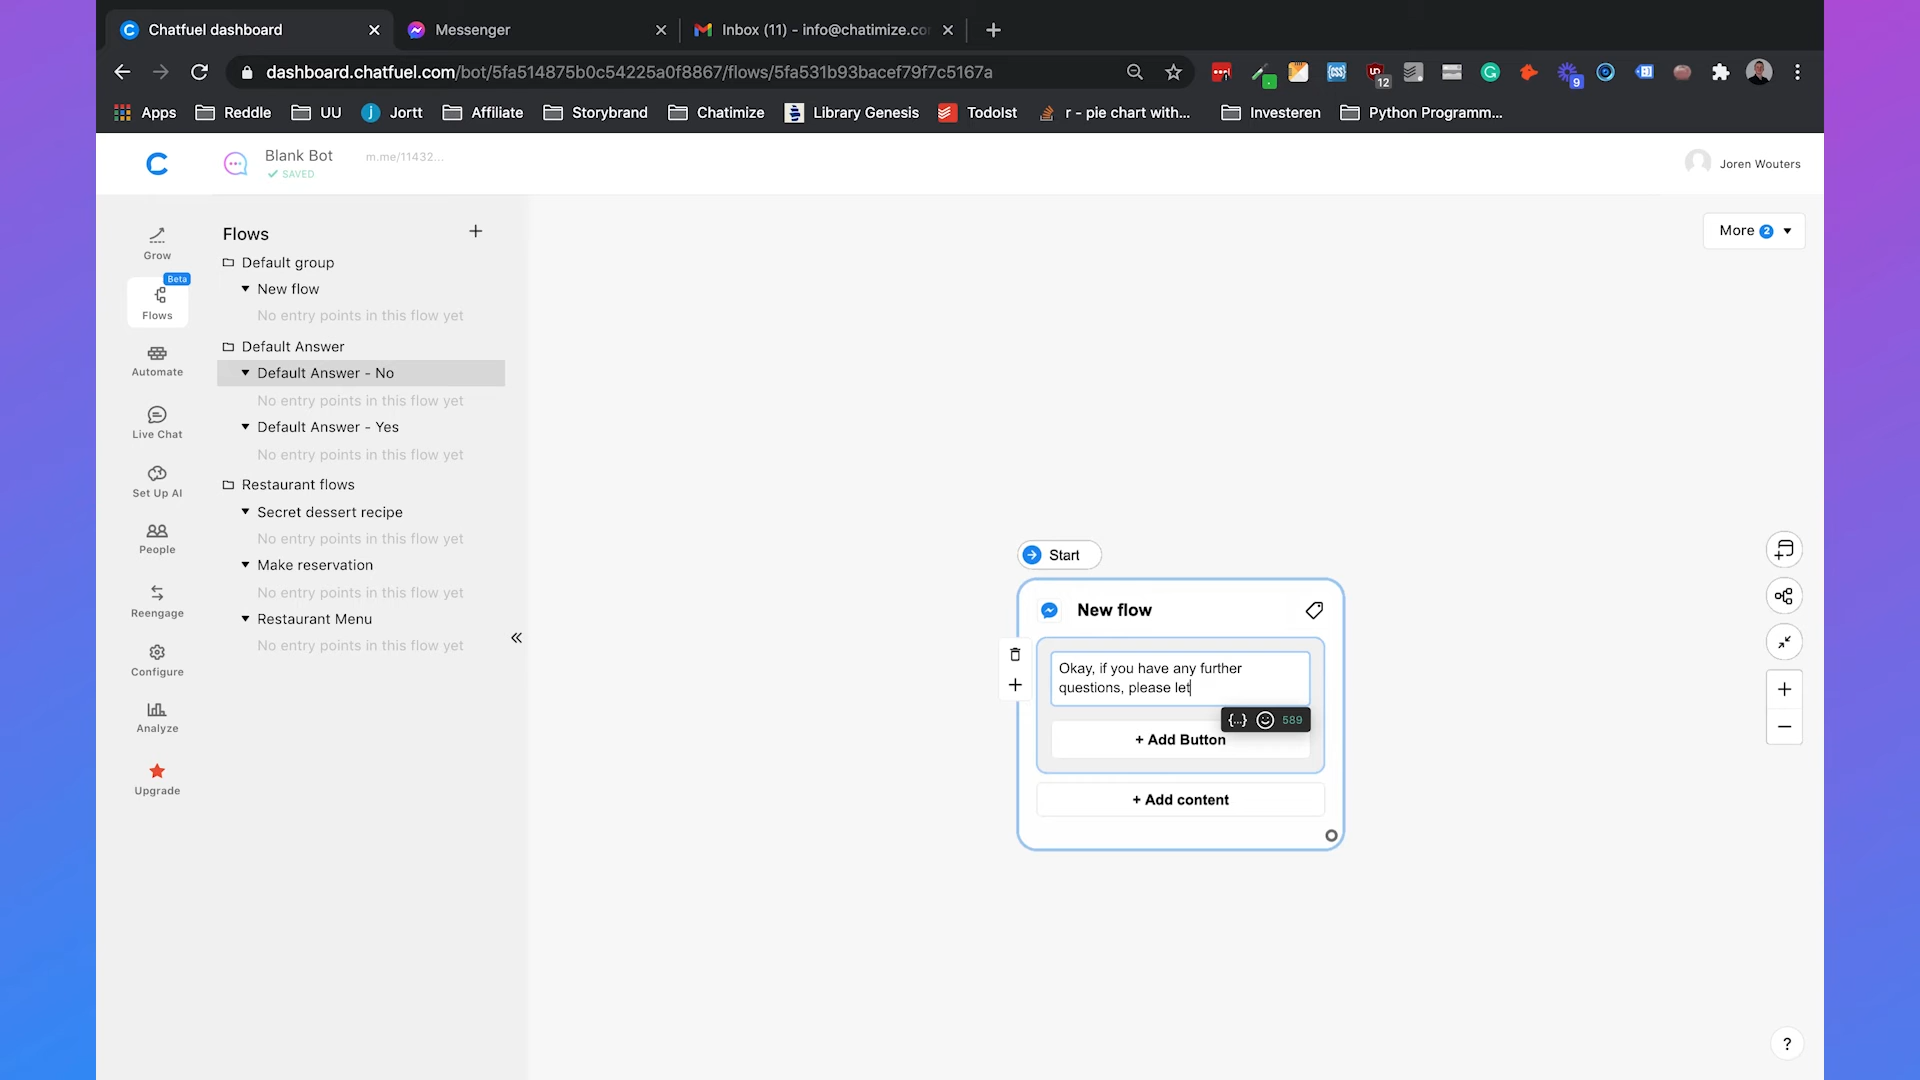 Chatfuel dashboard
Messenger
Inbox (11) - info@chatimize.co
dashboard.chatfuel.com/bot/5fa514875b0c54225a0f8867/flows/5fa531b93bacef79f7c5167a
12
9
Apps
Reddle
UU
Jortt
Affiliate
Storybrand
Chatimize
Library Genesis
TodoIst
r - pie chart with...
Investeren
Python Programm...
Blank Bot
m.me/11432...
SAVED
Joren Wouters
Grow
Beta
Flows
Automate
Live Chat
Set Up AI
People
Reengage
Configure
Analyze
Upgrade
Flows
Default group
New flow
No entry points in this flow yet
Default Answer
Default Answer - No
No entry points in this flow yet
Default Answer - Yes
No entry points in this flow yet
Restaurant flows
Secret dessert recipe
No entry points in this flow yet
Make reservation
No entry points in this flow yet
Restaurant Menu
No entry points in this flow yet
More 2
Start
New flow
Okay, if you have any further
questions, please let
{...} 589
+ Add Button
+ Add content
?